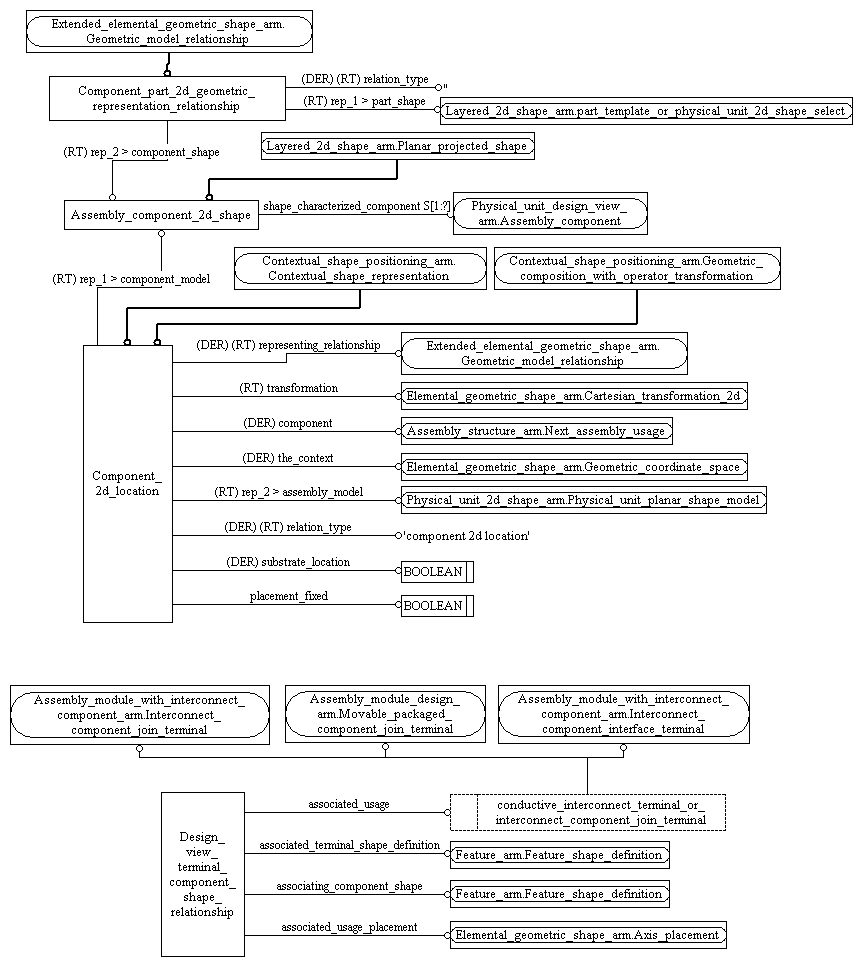 Extended_elemental_geometric_shape_arm.
Geometric_model_relationship
Component_part_2d_geometric_
representation_relationship
(DER) (RT) relation_type
''
(RT) rep_1 > part_shape
Layered_2d_shape_arm.part_template_or_physical_unit_2d_shape_select
(RT) rep_2 > component_shape
Layered_2d_shape_arm.Planar_projected_shape
Assembly_component_2d_shape
shape_characterized_component S[1:?]
Physical_unit_design_view_
arm.Assembly_component
(RT) rep_1 > component_model
Contextual_shape_positioning_arm.
Contextual_shape_representation
Contextual_shape_positioning_arm.Geometric_
composition_with_operator_transformation
Component_
2d_location
(DER) (RT) representing_relationship
Extended_elemental_geometric_shape_arm.
Geometric_model_relationship
(RT) transformation
Elemental_geometric_shape_arm.Cartesian_transformation_2d
(DER) component
Assembly_structure_arm.Next_assembly_usage
(DER) the_context
Elemental_geometric_shape_arm.Geometric_coordinate_space
(RT) rep_2 > assembly_model
Physical_unit_2d_shape_arm.Physical_unit_planar_shape_model
(DER) (RT) relation_type
'component 2d location'
(DER) substrate_location
BOOLEAN
placement_fixed
BOOLEAN
Assembly_module_with_interconnect_
component_arm.Interconnect_
component_join_terminal
Assembly_module_design_
arm.Movable_packaged_
component_join_terminal
Assembly_module_with_interconnect_
component_arm.Interconnect_
component_interface_terminal
Design_
view_
terminal_
component_
shape_
relationship
associated_usage
conductive_interconnect_terminal_or_
interconnect_component_join_terminal
associated_terminal_shape_definition
Feature_arm.Feature_shape_definition
associating_component_shape
Feature_arm.Feature_shape_definition
associated_usage_placement
Elemental_geometric_shape_arm.Axis_placement